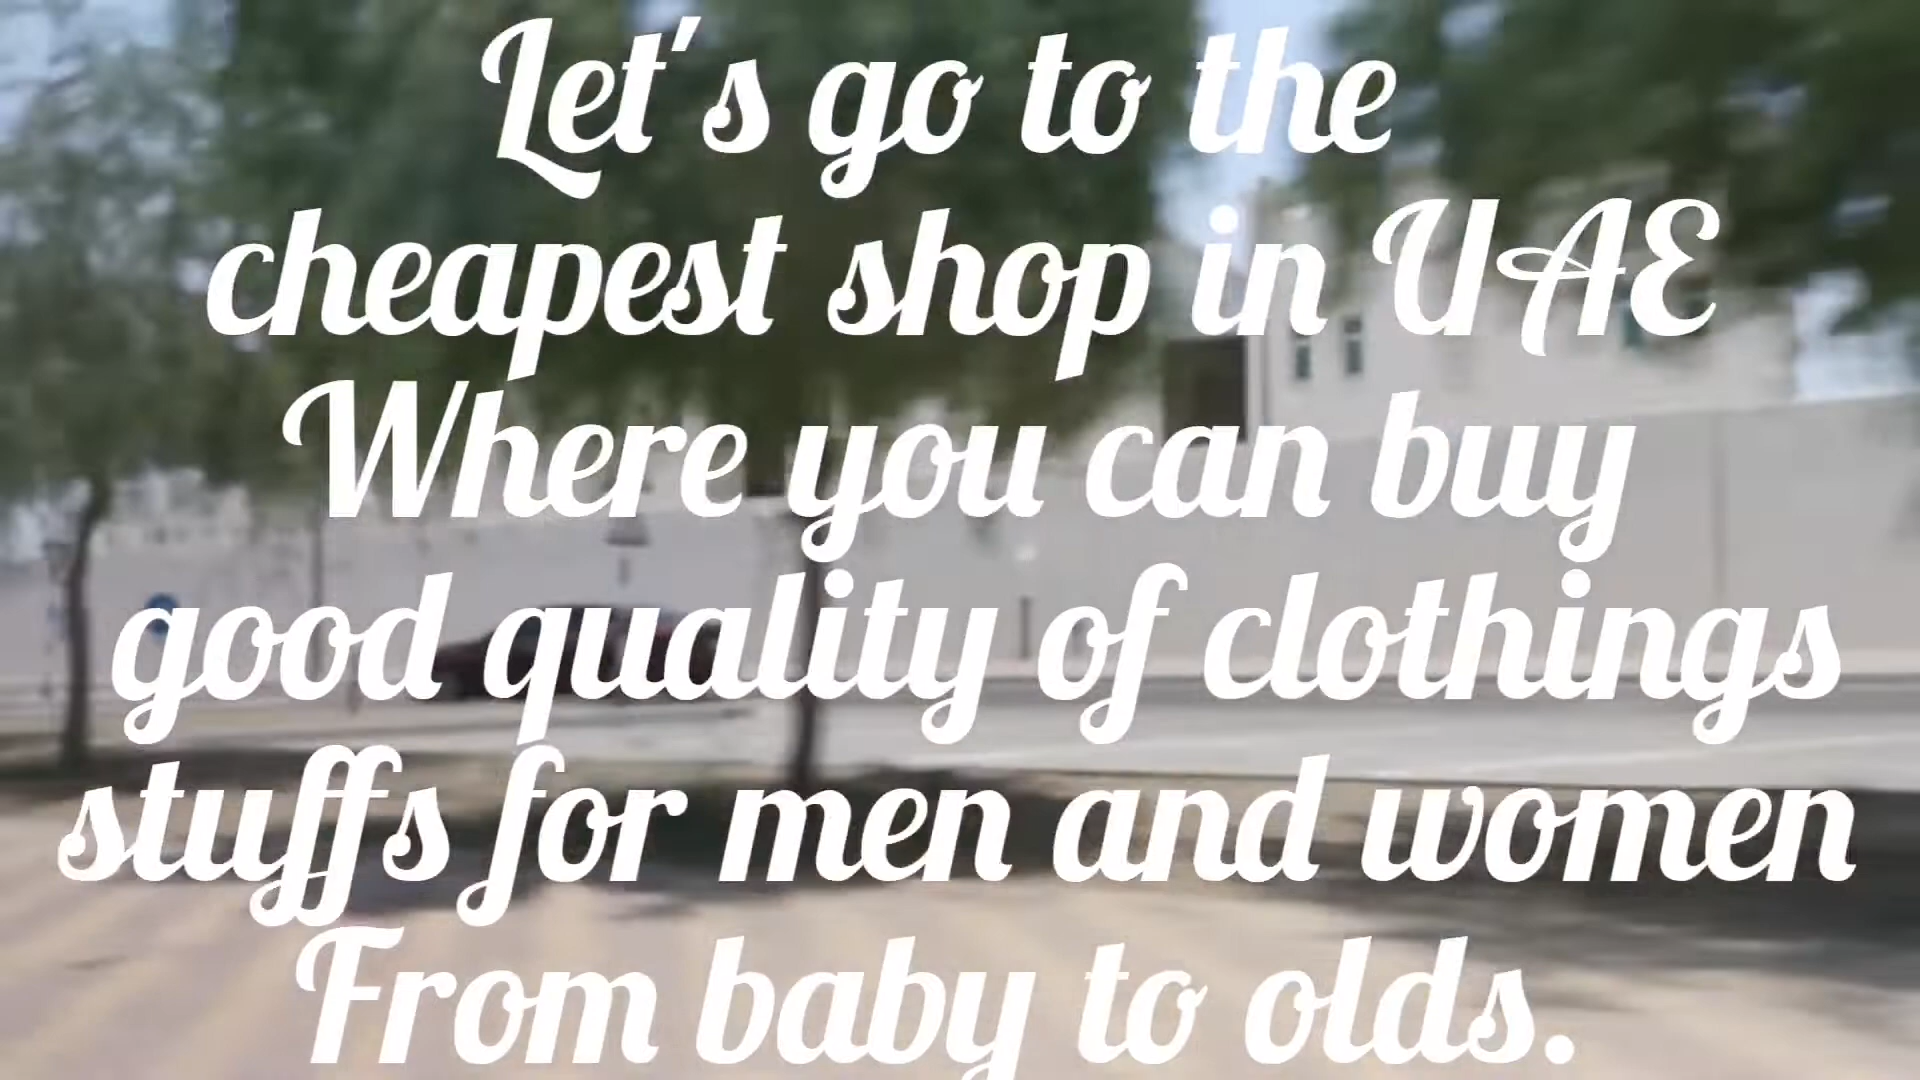 Let's go to the
cheapest shop in UAE
Where you can buy
good quality of clothings
stuffs for men and women
From baby to olds.